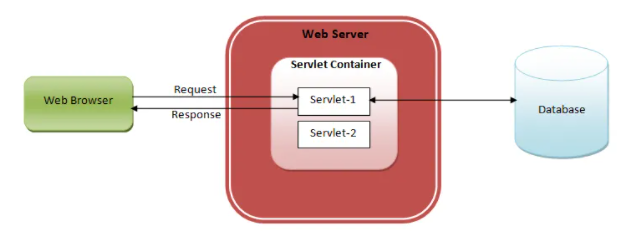 Web Server
Servlet Container
Web Browser
Request
Response
Servlet-1
Servlet-2
Database